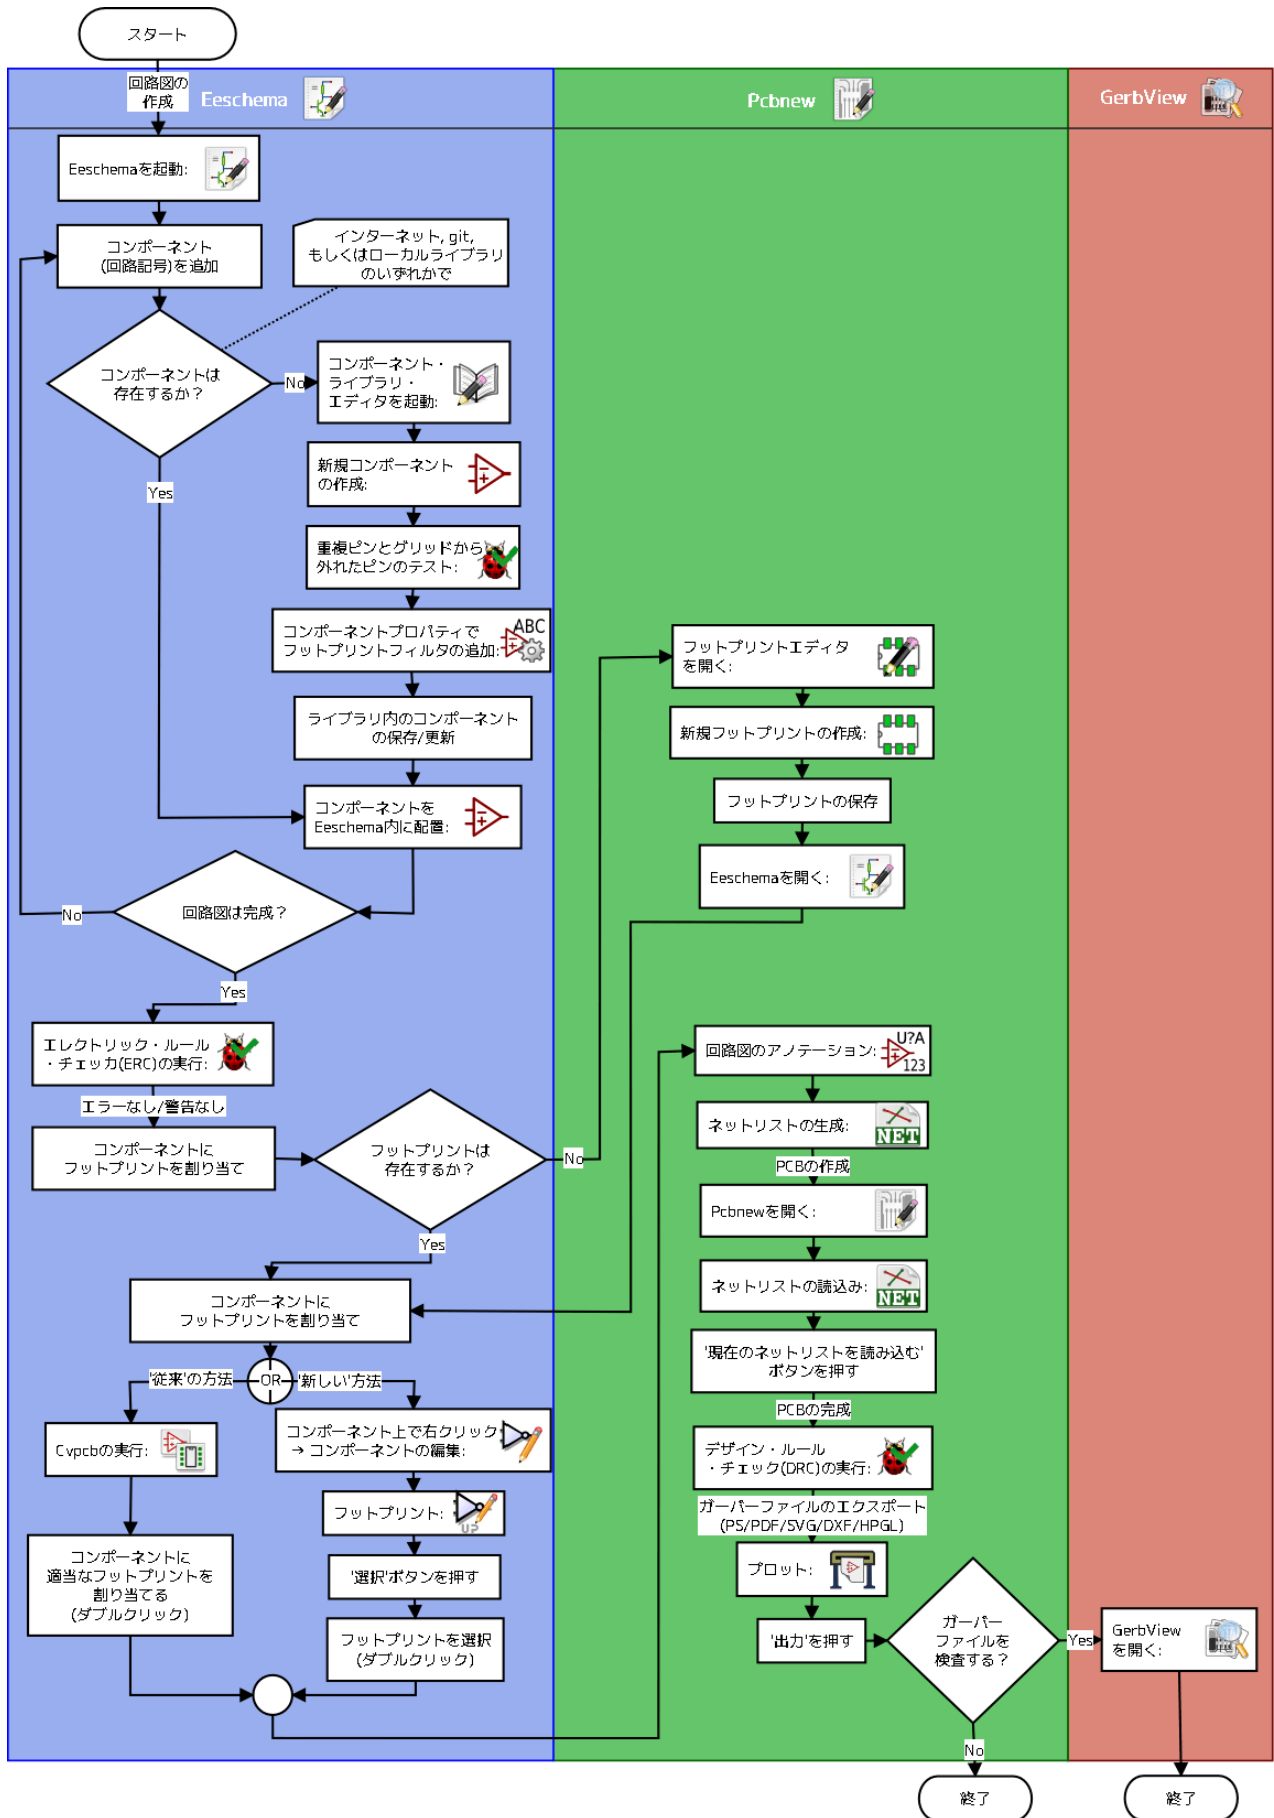 スタート
回路図の
作成
Eeschema
Pcbnew
GerbView
Eeschemaを起動:
コンポーネント
(回路記号)を追加
インターネット, git,
もしくはローカルライブラリ
のいずれかで
コンポーネントは
存在するか？
No
コンポーネント・
ライブラリ・
エディタを起動:
新規コンポーネント
の作成:
Yes
重複ピンとグリッドから
外れたピンのテスト:
コンポーネントプロパティで
フットプリントフィルタの追加:
ABC
ライブラリ内のコンポーネント
の保存/更新
コンポーネントを
Eeschema内に配置:
回路図は完成？
No
Yes
エレクトリック・ルール
・チェッカ(ERC)の実行:
エラーなし/警告なし
コンポーネントに
フットプリントを割り当て
フットプリントは
存在するか？
No
Yes
フットプリントエディタ
を開く:
新規フットプリントの作成:
フットプリントの保存
Eeschemaを開く:
コンポーネントに
フットプリントを割り当て
OR
'従来'の方法
'新しい'方法
Cvpcbの実行:
コンポーネント上で右クリック
→ コンポーネントの編集:
フットプリント:
UP
'選択'ボタンを押す
コンポーネントに
適当なフットプリントを
割り当てる
(ダブルクリック)
フットプリントを選択
(ダブルクリック)
回路図のアノテーション:
U?A
123
ネットリストの生成:
NET
PCBの作成
Pcbnewを開く:
ネットリストの読込み:
NET
'現在のネットリストを読み込む'
ボタンを押す
PCBの完成
デザイン・ルール
・チェック(DRC)の実行:
ガーバーファイルのエクスポート
(PS/PDF/SVG/DXF/HPGL)
プロット:
'出力'を押す
ガーバー
ファイルを
検査する？
Yes
GerbView
を開く:
No
終了
終了